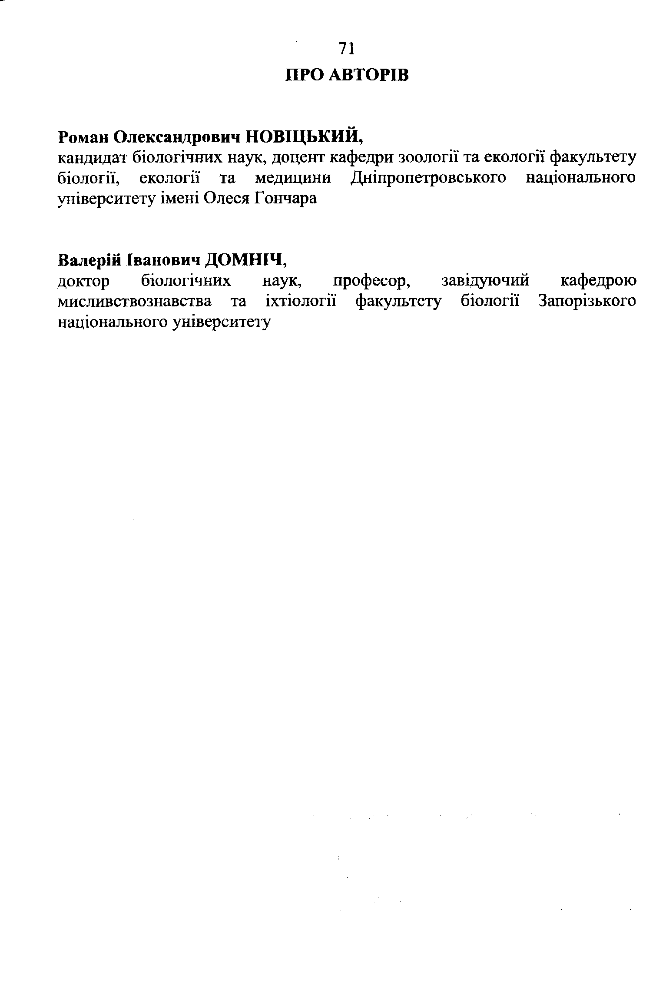 71
ПРО АВТОРІВ
Роман Олександрович НОВІЦЬКИЙ,
кандидат біологічних наук, доцент кафедри зоології та екології факультету
біології, екології та медицини Дніпропетровського національного
університету імені Олеся Гончара
Валерій Іванович ДОМНІЧ,
доктор біологічних наук, професор, завідуючий кафедрою
мисливствознавства та іхтіології факультету біології Запорізького
національного університету